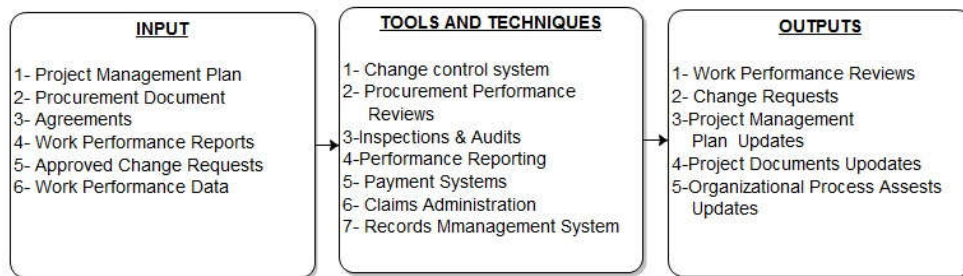 INPUT
1- Project Management Plan
2- Procurement Document
3- Agreements
4- Work Performance Reports
5- Approved Change Requests
6- Work Performance Data
TOOLS AND TECHNIQUES
1- Change control system
2- Procurement Performance
Reviews
3-Inspections & Audits
4-Performance Reporting
5- Payment Systems
6- Claims Administration
7- Records Mmanagement System
OUTPUTS
1- Work Performance Reviews
2- Change Requests
3-Project Management
Plan Updates
4-Project Documents Upodates
5-Organizational Process Assests
Updates